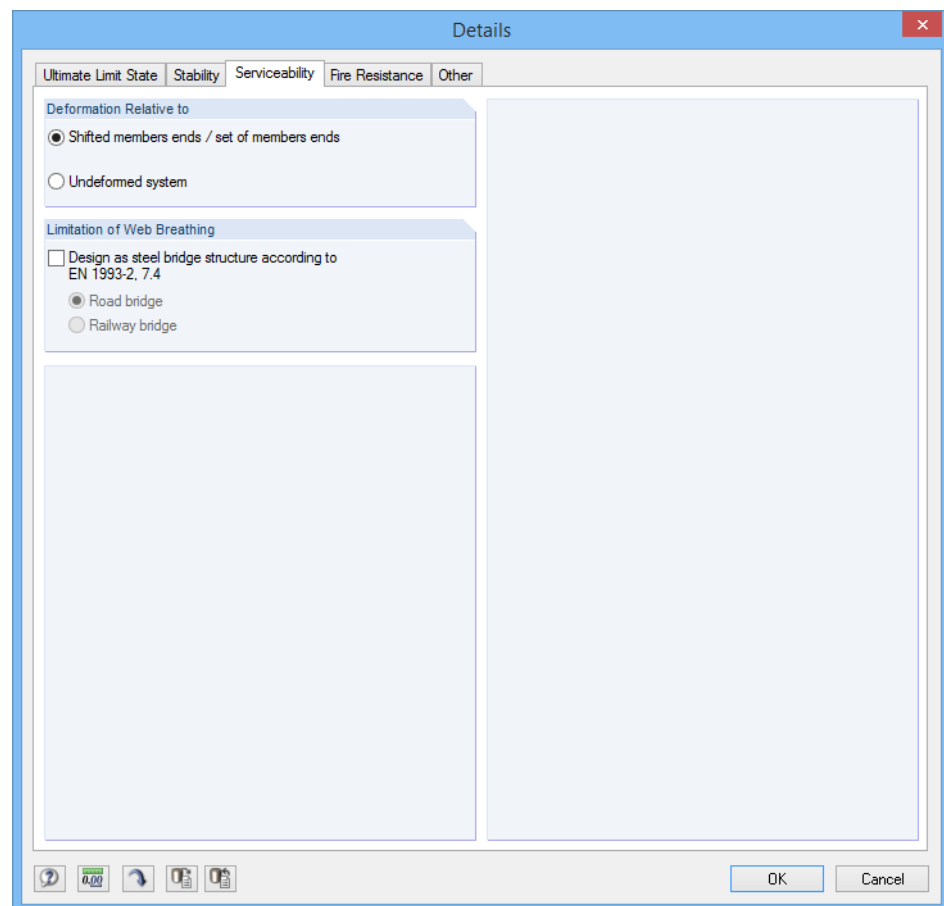 Details
Ultimate Limit State Stability Serviceability Fire Resistance Other
Deformation Relative to
Shifted members ends / set of members ends
Undeformed system
Limitation of Web Breathing
Design as steel bridge structure according to
EN 1993-2, 7.4
Road bridge
Railway bridge
0.00
OK Cancel